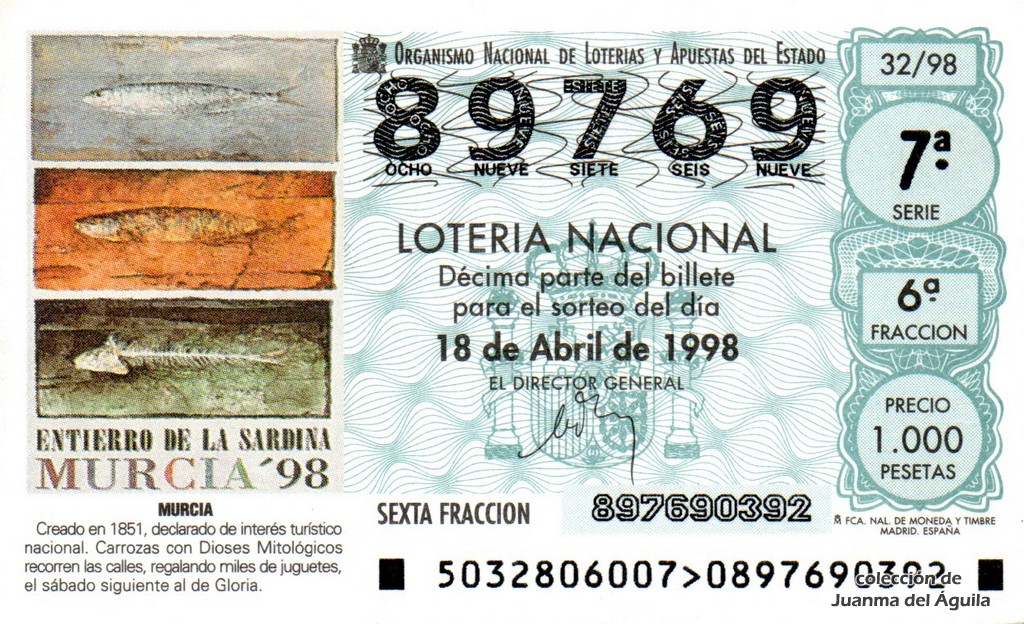 ENTIERRO DE LA SARDINA
MURCIA ´98
MURCIA
Creado en 1851, declarado de interés turístico
nacional. Carrozas con Dioses Mitológicos
recorren las calles, regalando miles de juguetes,
el sábado siguiente al de Gloria.
ORGANISMO NACIONAL DE LOTERIAS Y APUESTAS DEL ESTADO
89769
OCHO NUEVE SIETE SEIS NUEVE
LOTERIA NACIONAL
Décima parte del billete
para el sorteo del día
18 de Abril de 1998
EL DIRECTOR GENERAL
SEXTA FRACCION 897690392
32/98
7ª
SERIE
6ª
FRACCION
PRECIO
1.000
PESETAS
FCA. NAL. DE MONEDA Y TIMBRE
MADRID. ESPAÑA
5032806007>0897690392
colección de
Juanma del Águila